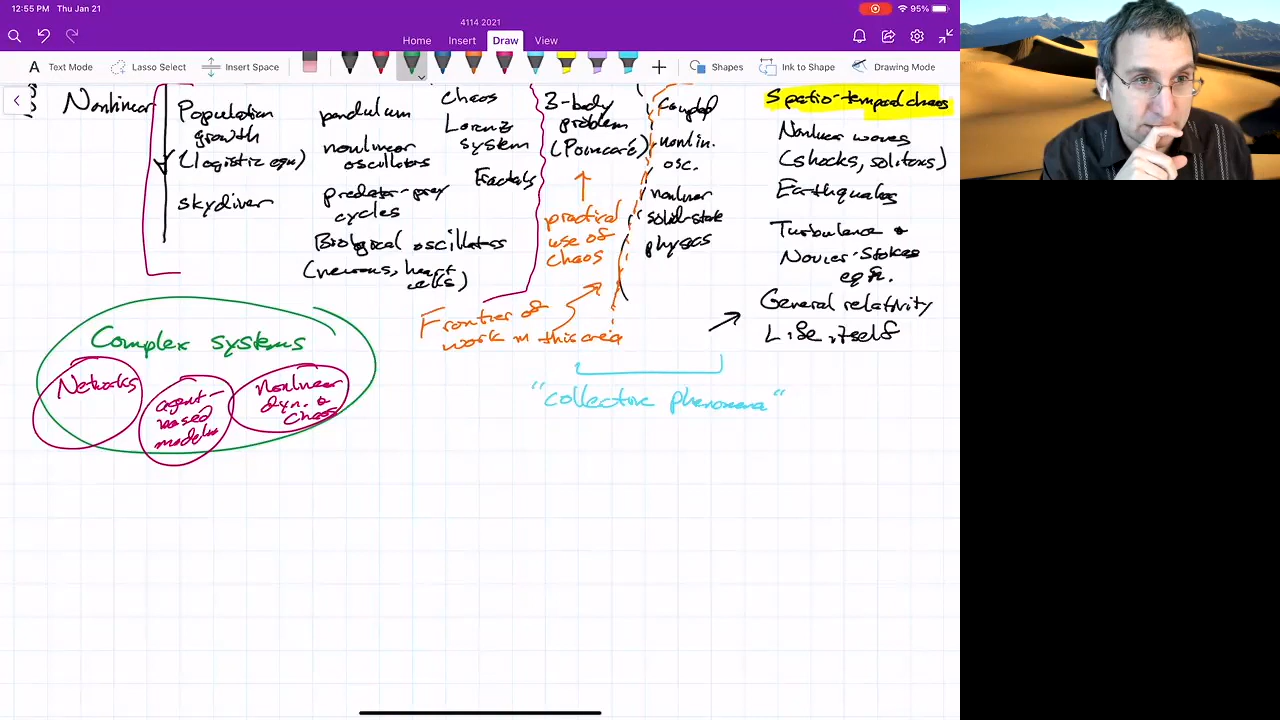 12:55 PM Thu Jan 21
95%
4114 2021
Home Insert Draw View
Text Mode Lasso Select Insert Space Shapes Ink to Shape Drawing Mode
Nonlinear
Population
growth
(logistic eqn)
skydiver
pendulum
nonlinear
oscillators
predator-prey
cycles
Biological oscillators
(neurons, heart
cells)
chaos
Lorenz
system
Fractals
3-body
problem
(Poincaré)
practical
use of
chaos
Frontier of
work in this area
coupled
nonlin.
osc.
nonlinear
solid-state
physics
Spatio-temporal chaos
Nonlinear waves
(shocks, solitons)
Earthquakes
Turbulence &
Navier-Stokes
eqn.
General relativity
Life itself
"collective phenomena"
Complex systems
Networks
agent-
based
models
nonlinear
dyn. &
chaos